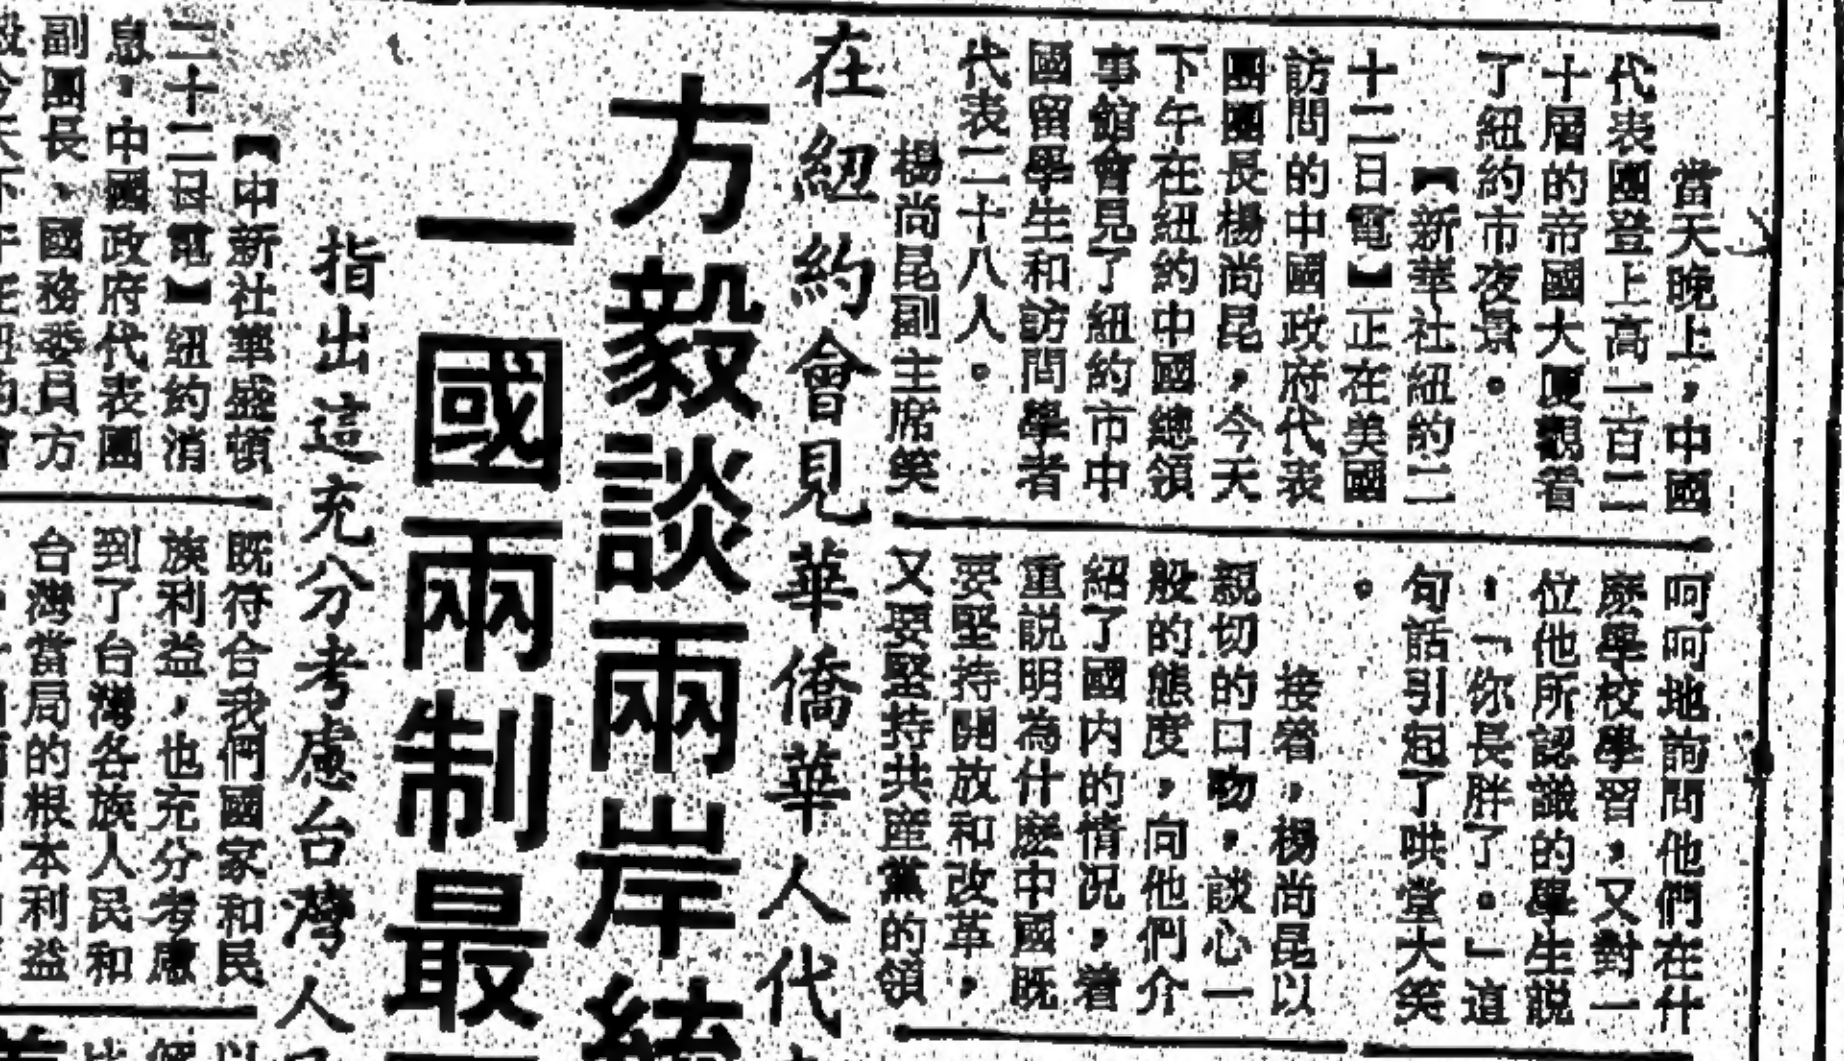 當天晚上，中國
代表團登上高一百二
十層的帝國大厦觀看
了紐約市夜景。
【新華社紐約二
十二日電】正在美國
訪問的中國政府代表
團團長楊尚昆，今天
下午在紐約中國總領
事館會見了紐約市中
國留學生和訪問學者
代表二十八人。
楊尚昆副主席笑
呵呵地詢問他們在什
麽學校學習，又對一
位他所認識的學生説
：「你長胖了。」這
句話引起了哄堂大笑
。
接着，楊尚昆以
親切的口吻，談心一
般的態度，向他們介
紹了國内的情况，着
重説明為什麽中國既
要堅持開放和改革，
又要堅持共産黨的領
在紐約會見華僑華人代
方毅談兩岸統
一國兩制最
指出這充分考慮台灣人
【中新社華盛頓
二十二日電】紐約消
息，中國政府代表團
副團長、國務委員方
既符合我們國家和民
族利益，也充分考慮
到了台灣各族人民和
台灣當局的根本利益